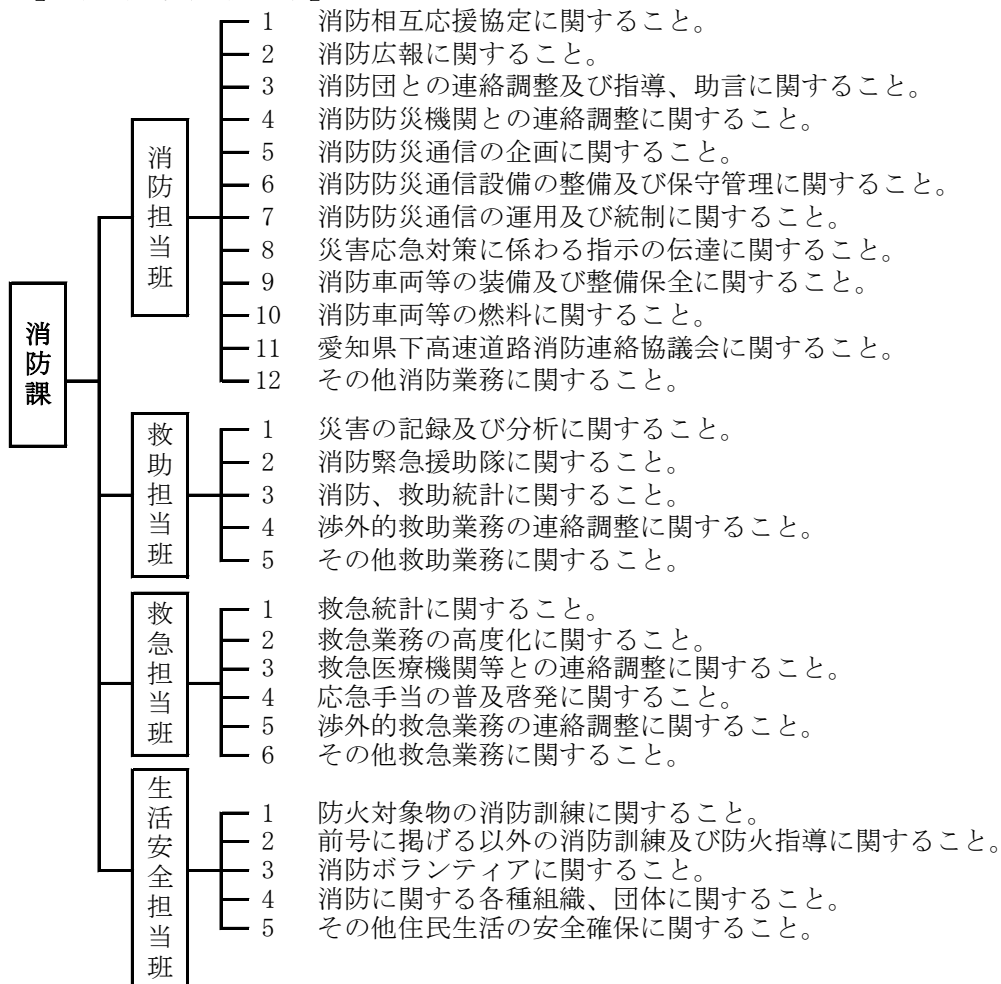 消防課
消防担当班
1 消防相互応援協定に関すること。
2 消防広報に関すること。
3 消防団との連絡調整及び指導、助言に関すること。
4 消防防災機関との連絡調整に関すること。
5 消防防災通信の企画に関すること。
6 消防防災通信設備の整備及び保守管理に関すること。
7 消防防災通信の運用及び統制に関すること。
8 災害応急対策に係わる指示の伝達に関すること。
9 消防車両等の装備及び整備保全に関すること。
10 消防車両等の燃料に関すること。
11 愛知県下高速道路消防連絡協議会に関すること。
12 その他消防業務に関すること。
救助担当班
1 災害の記録及び分析に関すること。
2 消防緊急援助隊に関すること。
3 消防、救助統計に関すること。
4 渉外的救助業務の連絡調整に関すること。
5 その他救助業務に関すること。
救急担当班
1 救急統計に関すること。
2 救急業務の高度化に関すること。
3 救急医療機関等との連絡調整に関すること。
4 応急手当の普及啓発に関すること。
5 渉外的救急業務の連絡調整に関すること。
6 その他救急業務に関すること。
生活安全担当班
1 防火対象物の消防訓練に関すること。
2 前号に掲げる以外の消防訓練及び防火指導に関すること。
3 消防ボランティアに関すること。
4 消防に関する各種組織、団体に関すること。
5 その他住民生活の安全確保に関すること。